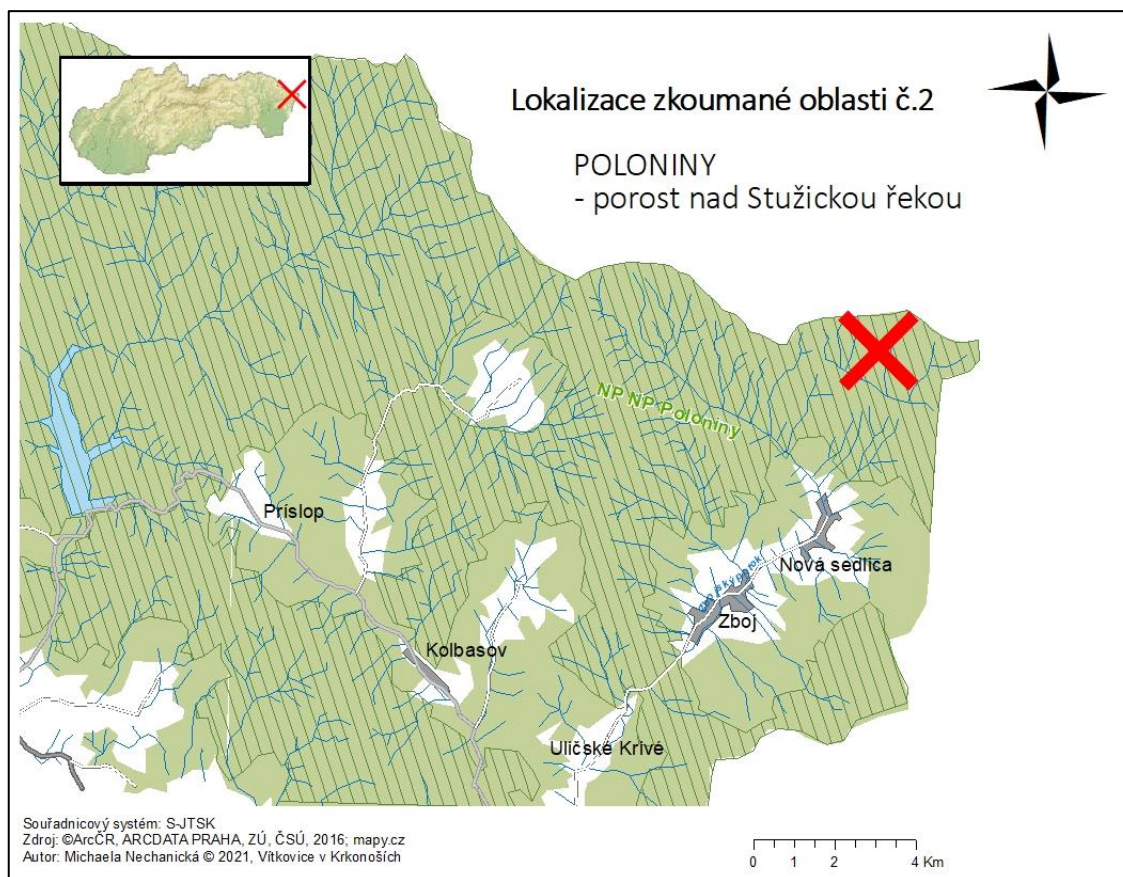 Lokalizace zkoumané oblasti č.2
POLONINY
- porost nad Stužickou řekou
NP NP Poloniny
Príslop
Nová sedlica
Zboj
Kolbasov
Uličské Krivé
Souřadnicový systém: S-JTSK
Zdroj: ©ArcČR, ARCDATA PRAHA, ZÚ, ČSÚ, 2016; mapy.cz
Autor: Michaela Nechanická © 2021, Vítkovice v Krkonoších
0 1 2 4 Km